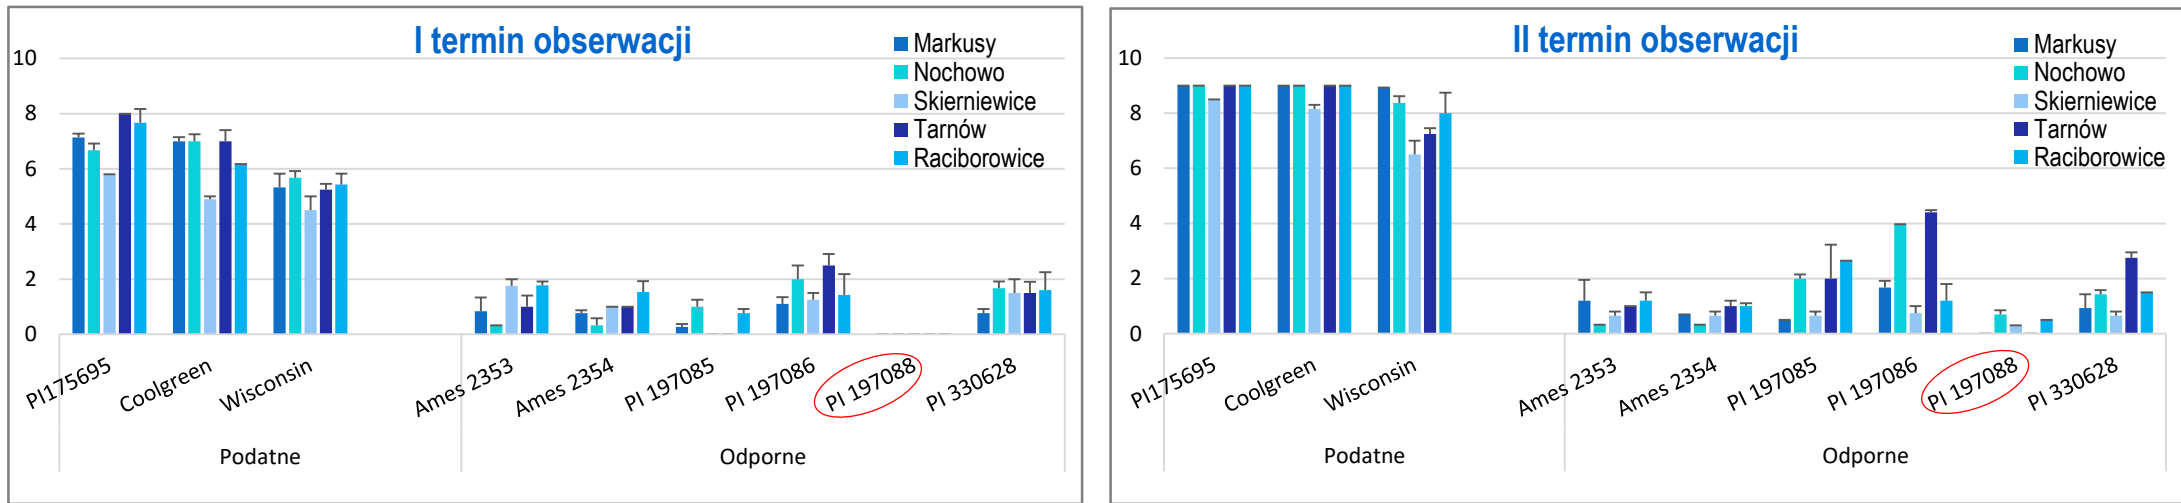 I termin obserwacji
Markusy
Nochowo
Skierniewice
Tarnów
Raciborowice
10
8
6
4
2
0
PI175695
Coolgreen
Wisconsin
Ames 2353
Ames 2354
PI 197085
PI 197086
PI 197088
PI 330628
Podatne
Odporne
II termin obserwacji
Markusy
Nochowo
Skierniewice
Tarnów
Raciborowice
10
8
6
4
2
0
PI175695
Coolgreen
Wisconsin
Ames 2353
Ames 2354
PI 197085
PI 197086
PI 197088
PI 330628
Podatne
Odporne